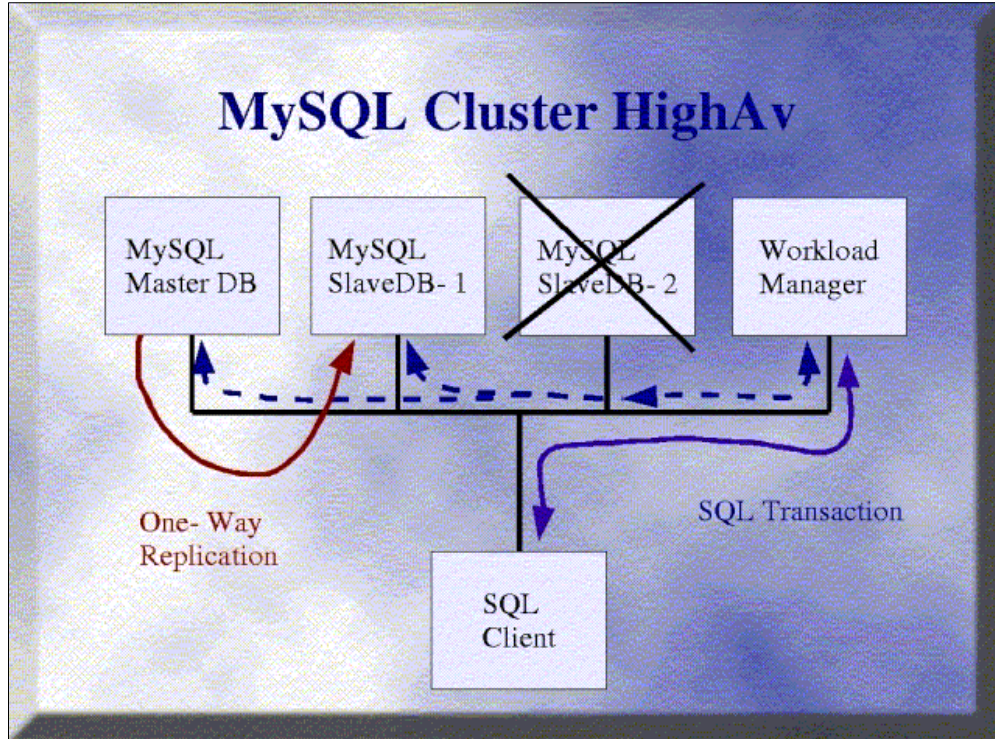 MySQL Cluster HighAv
MySQL
Master DB
MySQL
SlaveDB- 1
MySQL
SlaveDB- 2
Workload
Manager
One- Way
Replication
SQL Transaction
SQL
Client